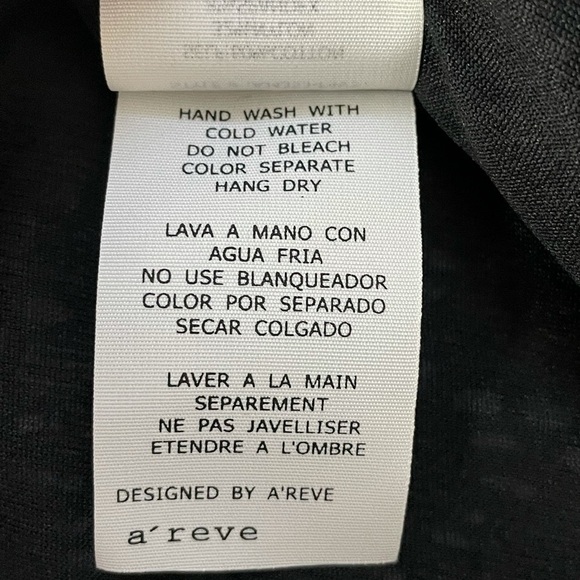 HAND WASH WITH
COLD WATER
DO NOT BLEACH
COLOR SEPARATE
HANG DRY
LAVA A MANO CON
AGUA FRIA
NO USE BLANQUEADOR
COLOR POR SEPARADO
SECAR COLGADO
LAVER A LA MAIN
SEPAREMENT
NE PAS JAVELLISER
ETENDRE A L'OMBRE
DESIGNED BY A'REVE
a´reve